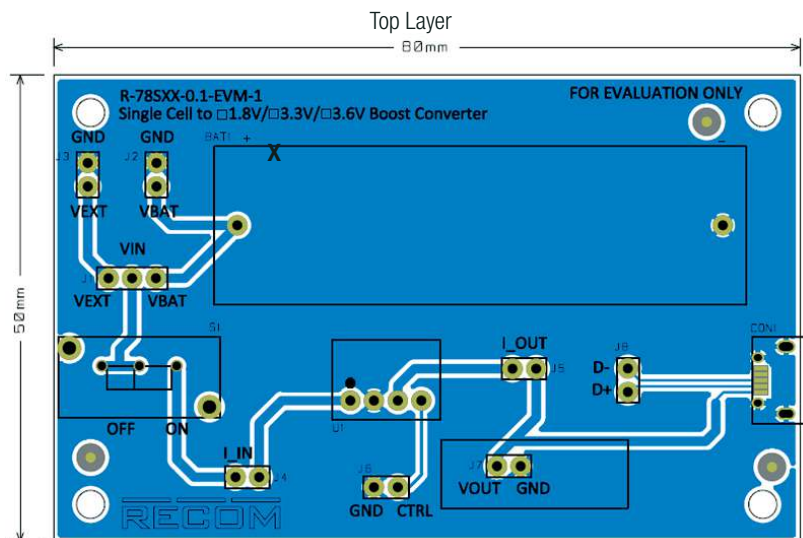 Top Layer
80mm
50mm
R-78SXX-0.1-EVM-1
Single Cell to □1.8V/□3.3V/□3.6V Boost Converter
FOR EVALUATION ONLY
GND
GND
BAT1
+
X
-
J3
J2
VEXT
VBAT
VIN
J1
VEXT
VBAT
S1
OFF
ON
I_IN
J4
U1
I_OUT
J5
J8
D-
D+
CON1
J6
GND
CTRL
J7
VOUT
GND
RECOM